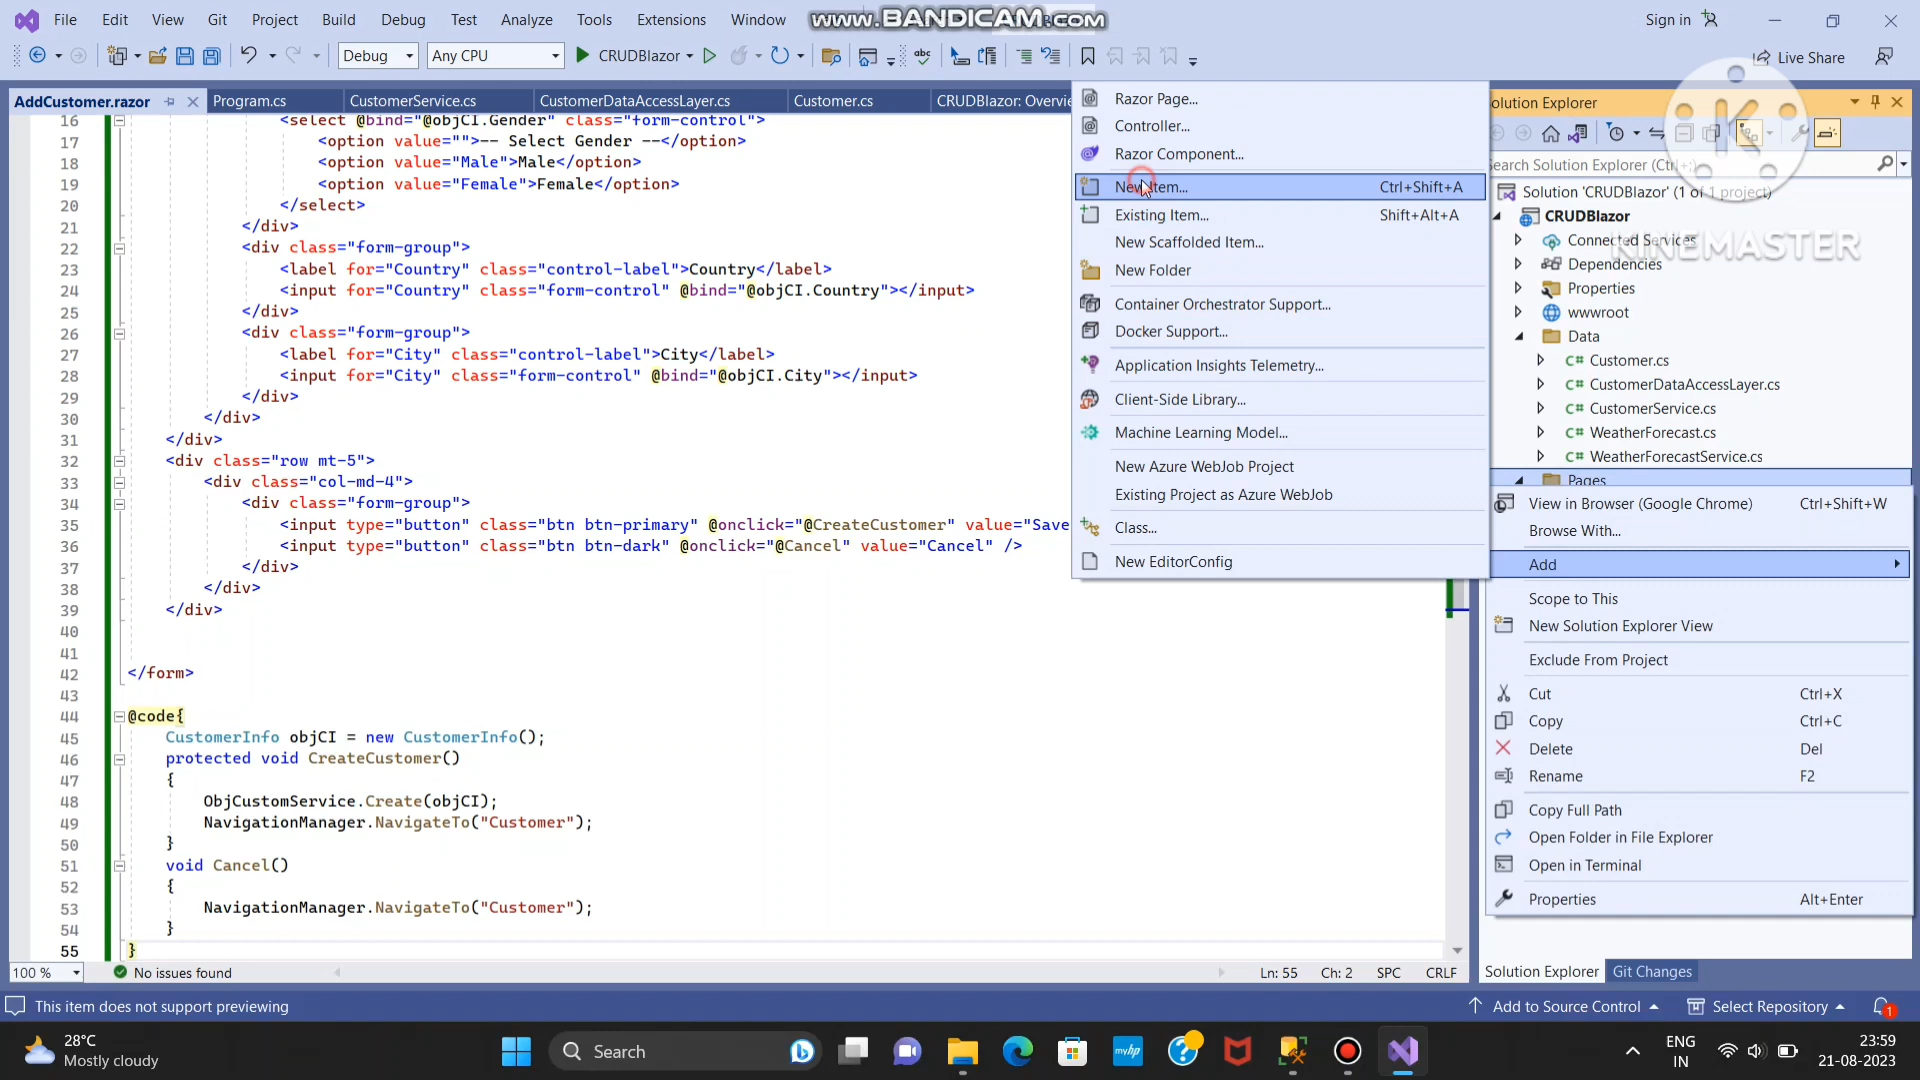 File Edit View Git Project Build Debug Test Analyze Tools Extensions Window
www.BANDICAM.com
Sign in
Debug Any CPU CRUDBlazor
Live Share
AddCustomer.razor Program.cs CustomerService.cs CustomerDataAccessLayer.cs Customer.cs CRUDBlazor: Overvie
16 <select @bind="@objCI.Gender" class="form-control">
17 <option value="">-- Select Gender --</option>
18 <option value="Male">Male</option>
19 <option value="Female">Female</option>
20 </select>
21 </div>
22 <div class="form-group">
23 <label for="Country" class="control-label">Country</label>
24 <input for="Country" class="form-control" @bind="@objCI.Country"></input>
25 </div>
26 <div class="form-group">
27 <label for="City" class="control-label">City</label>
28 <input for="City" class="form-control" @bind="@objCI.City"></input>
29 </div>
30 </div>
31 </div>
32 <div class="row mt-5">
33 <div class="col-md-4">
34 <div class="form-group">
35 <input type="button" class="btn btn-primary" @onclick="@CreateCustomer" value="Save
36 <input type="button" class="btn btn-dark" @onclick="@Cancel" value="Cancel" />
37 </div>
38 </div>
39 </div>
40
41
42 </form>
43
44 @code{
45 CustomerInfo objCI = new CustomerInfo();
46 protected void CreateCustomer()
47 {
48 ObjCustomService.Create(objCI);
49 NavigationManager.NavigateTo("Customer");
50 }
51 void Cancel()
52 {
53 NavigationManager.NavigateTo("Customer");
54 }
55 }
Razor Page...
Controller...
Razor Component...
New Item... Ctrl+Shift+A
Existing Item... Shift+Alt+A
New Scaffolded Item...
New Folder
Container Orchestrator Support...
Docker Support...
Application Insights Telemetry...
Client-Side Library...
Machine Learning Model...
New Azure WebJob Project
Existing Project as Azure WebJob
Class...
New EditorConfig
olution Explorer
earch Solution Explorer (Ctrl+;)
Solution 'CRUDBlazor' (1 of 1 project)
CRUDBlazor
Connected Services
KINEMASTER
Dependencies
Properties
wwwroot
Data
C# Customer.cs
C# CustomerDataAccessLayer.cs
C# CustomerService.cs
C# WeatherForecast.cs
C# WeatherForecastService.cs
Pages
View in Browser (Google Chrome) Ctrl+Shift+W
Browse With...
Add
Scope to This
New Solution Explorer View
Exclude From Project
Cut Ctrl+X
Copy Ctrl+C
Delete Del
Rename F2
Copy Full Path
Open Folder in File Explorer
Open in Terminal
Properties Alt+Enter
Solution Explorer Git Changes
100 % No issues found Ln: 55 Ch: 2 SPC CRLF
This item does not support previewing Add to Source Control Select Repository 1
28°C
Mostly cloudy
Search
myhp
ENG
IN
23:59
21-08-2023